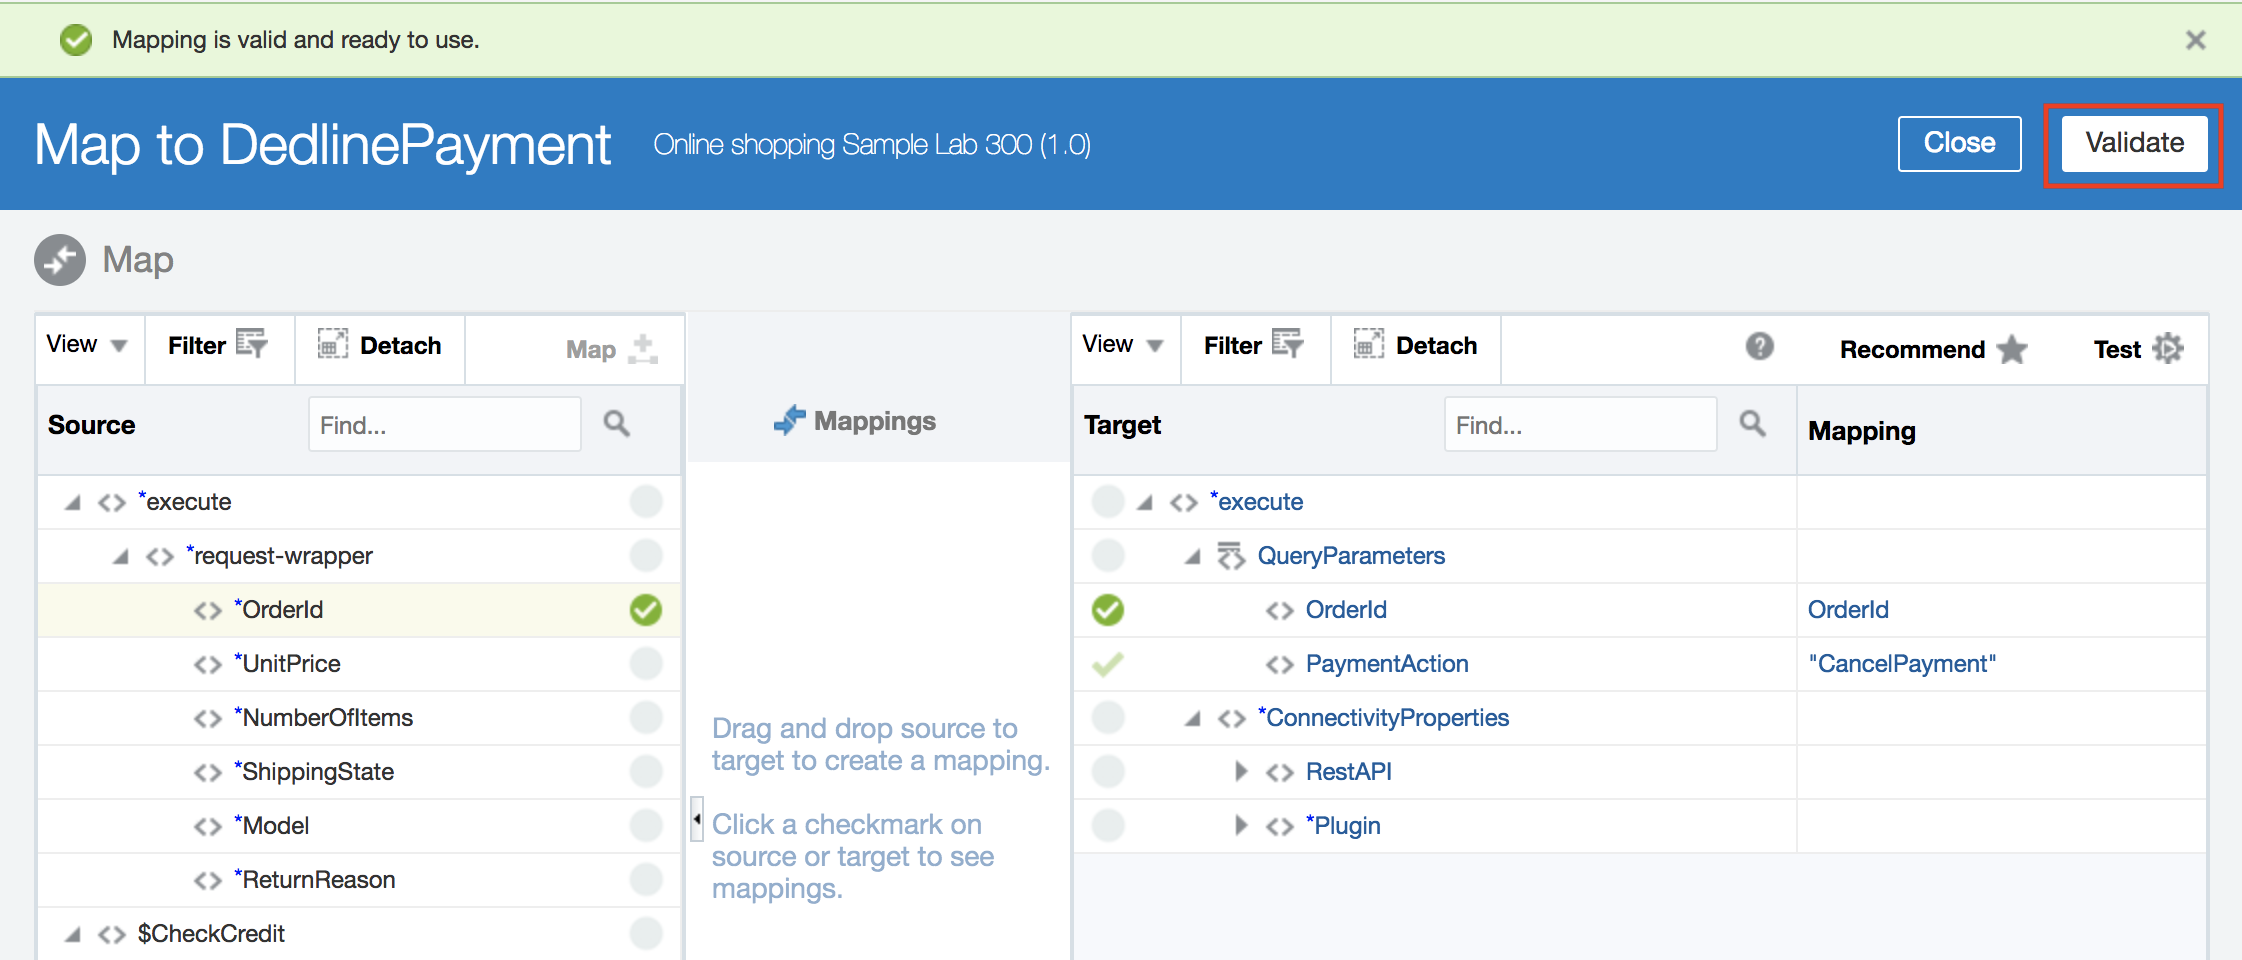 Mapping is valid and ready to use.
Map to DedlinePayment Online shopping Sample Lab 300 (1.0) Close Validate
Map
View Filter Detach Map
View Filter Detach Recommend Test
Source Find...
Mappings
Target Find... Mapping
*execute
*request-wrapper
*OrderId
*UnitPrice
*NumberOfItems
*ShippingState
*Model
*ReturnReason
$CheckCredit
Drag and drop source to
target to create a mapping.
Click a checkmark on
source or target to see
mappings.
*execute
QueryParameters
OrderId OrderId
PaymentAction "CancelPayment"
*ConnectivityProperties
RestAPI
*Plugin